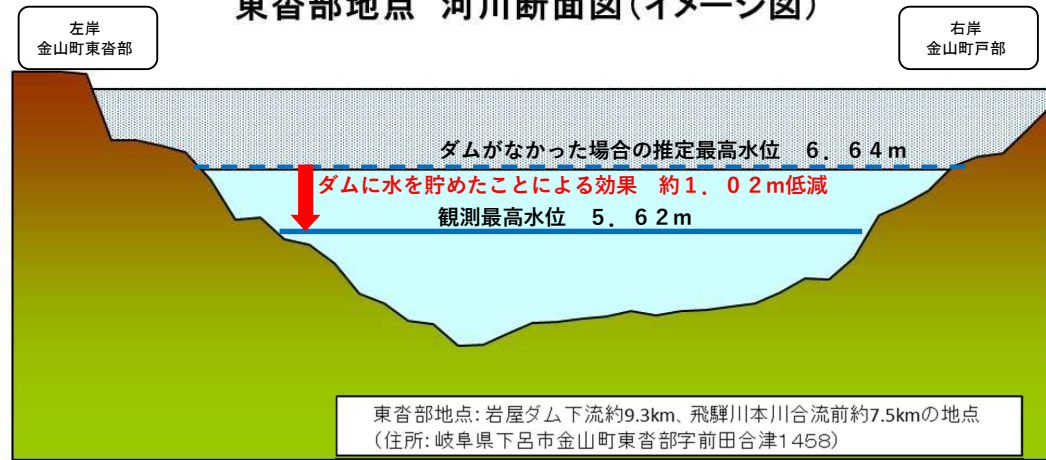 東沓部地点 河川断面図(イメージ図)
左岸
金山町東沓部
右岸
金山町戸部
ダムがなかった場合の推定最高水位 6．64m
ダムに水を貯めたことによる効果 約1．02m低減
観測最高水位 5．62m
東沓部地点:岩屋ダム下流約9.3km、飛騨川本川合流前約7.5kmの地点
(住所:岐阜県下呂市金山町東沓部字前田合津1458)